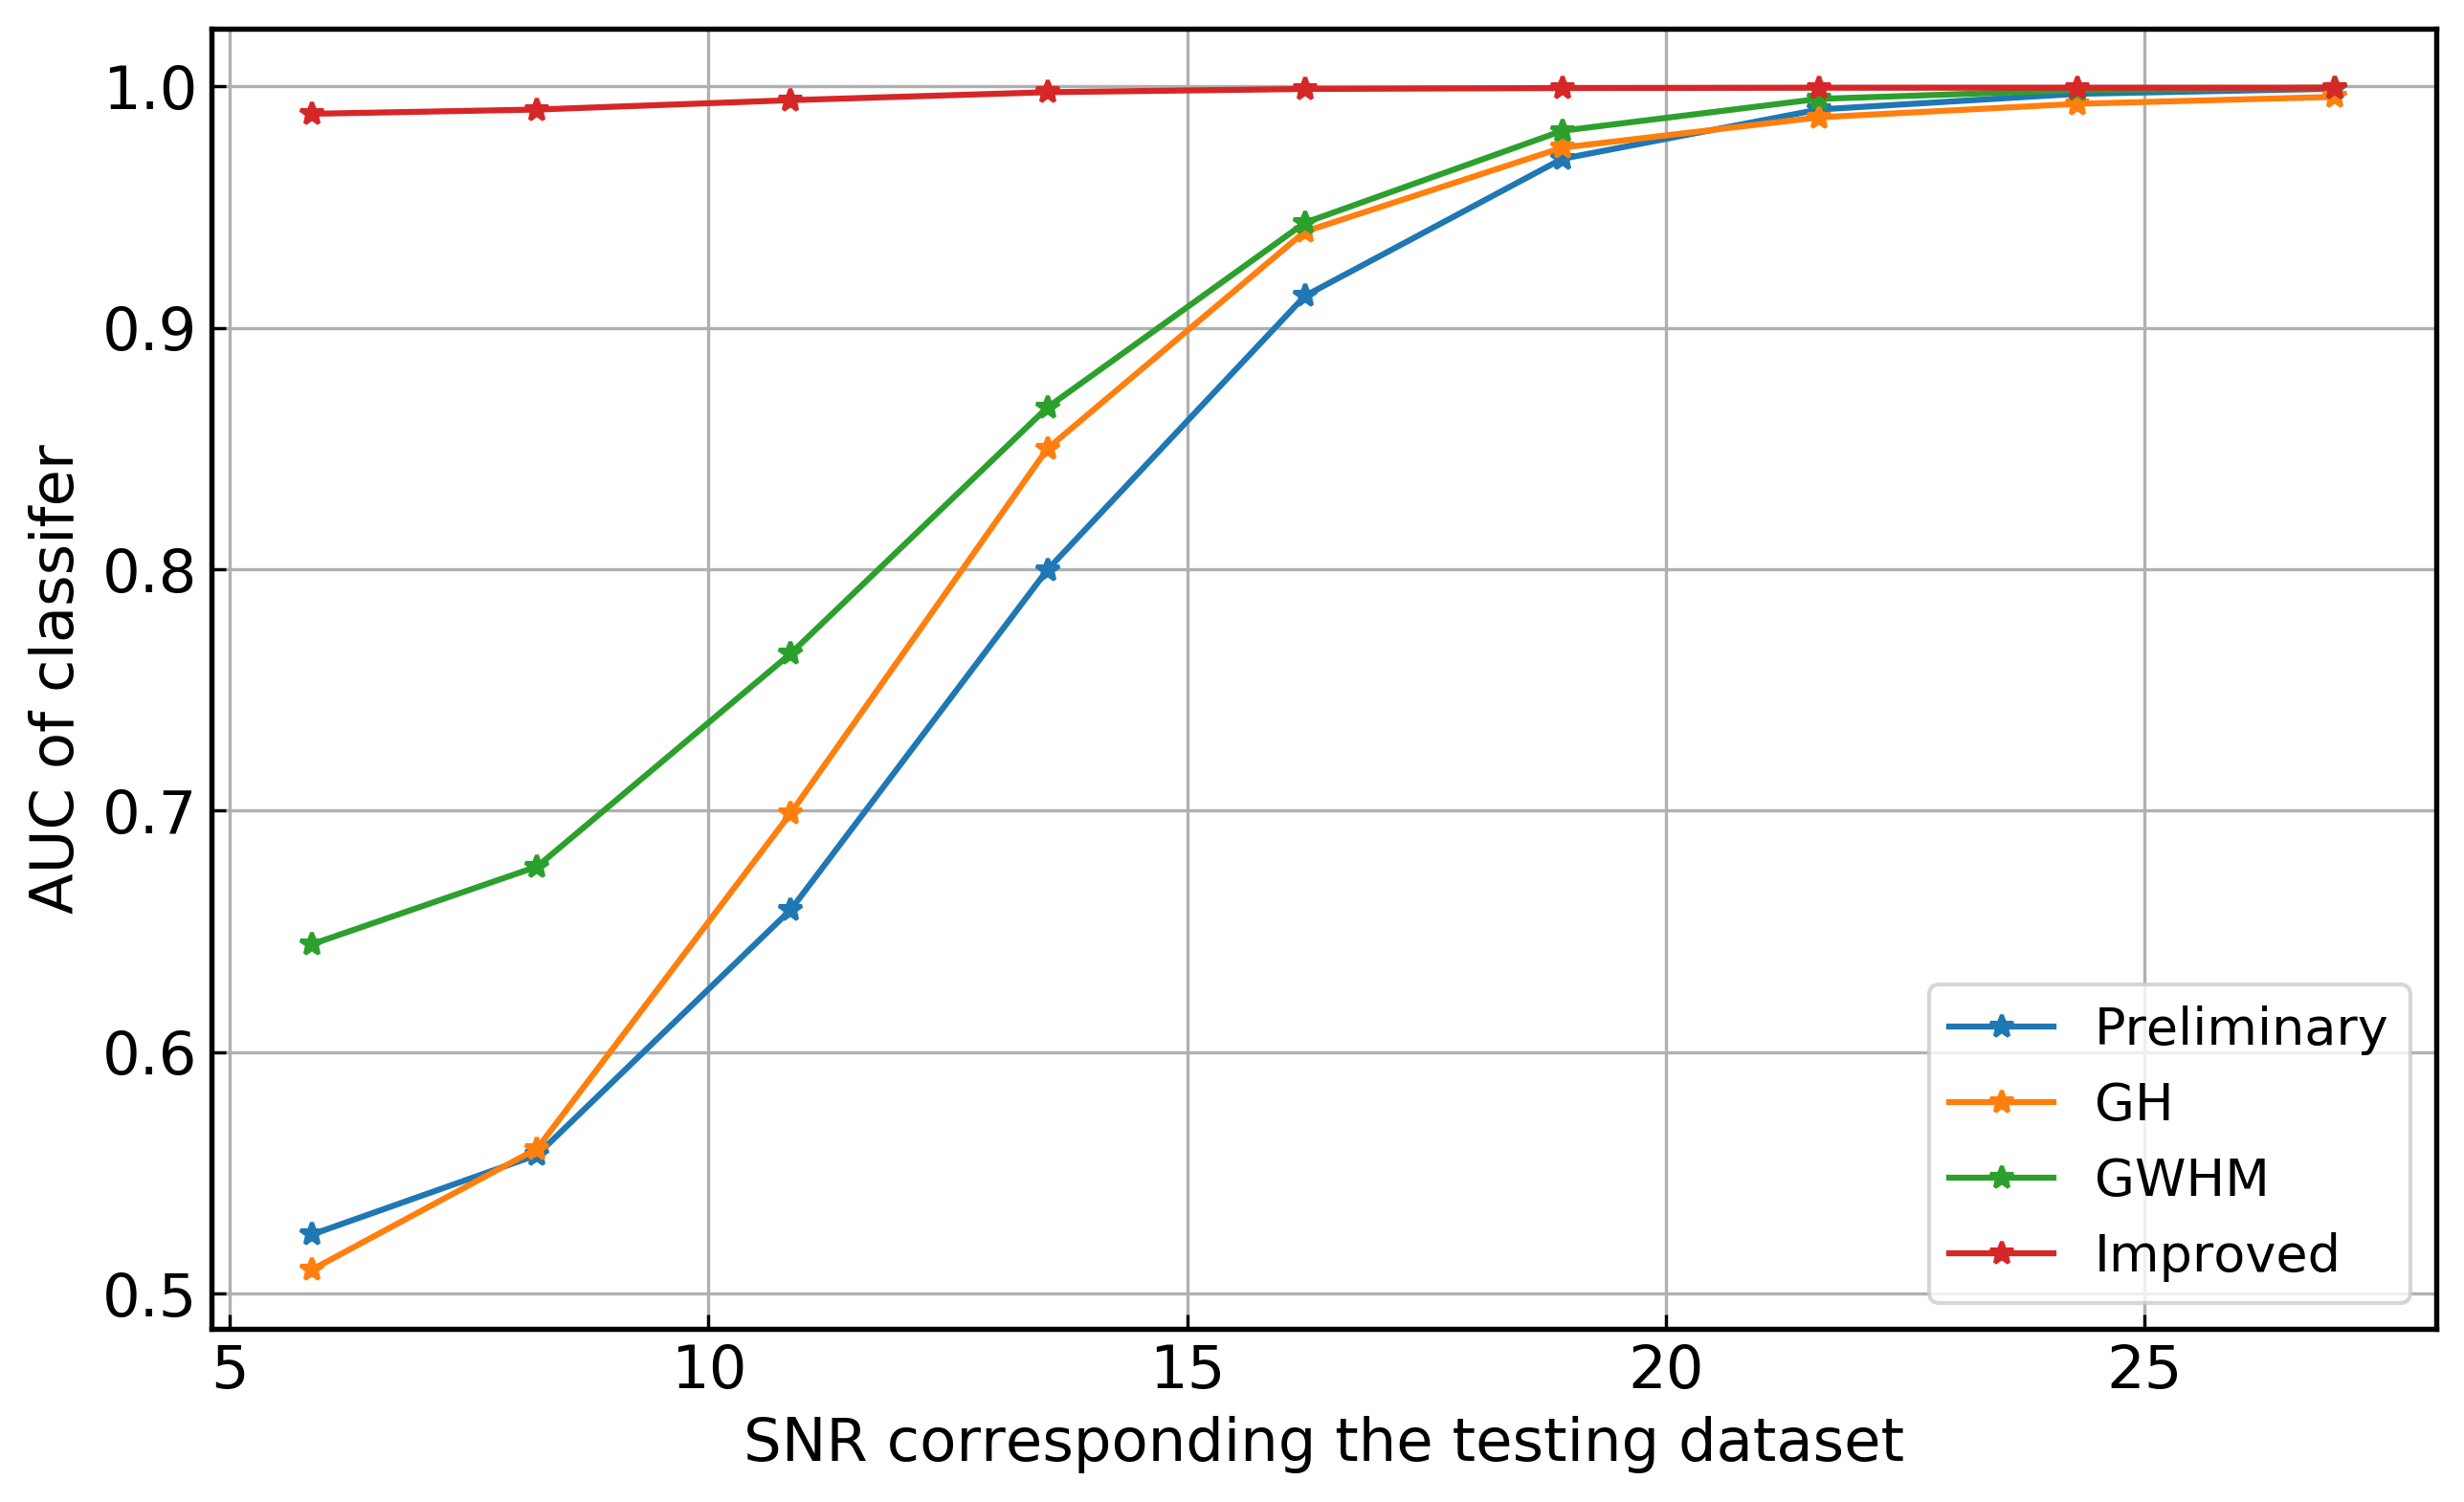 1.0
0.9
0.8
0.7
0.6
0.5
AUC of classifer
5 10 15 20 25
SNR corresponding the testing dataset
Preliminary
GH
GWHM
Improved